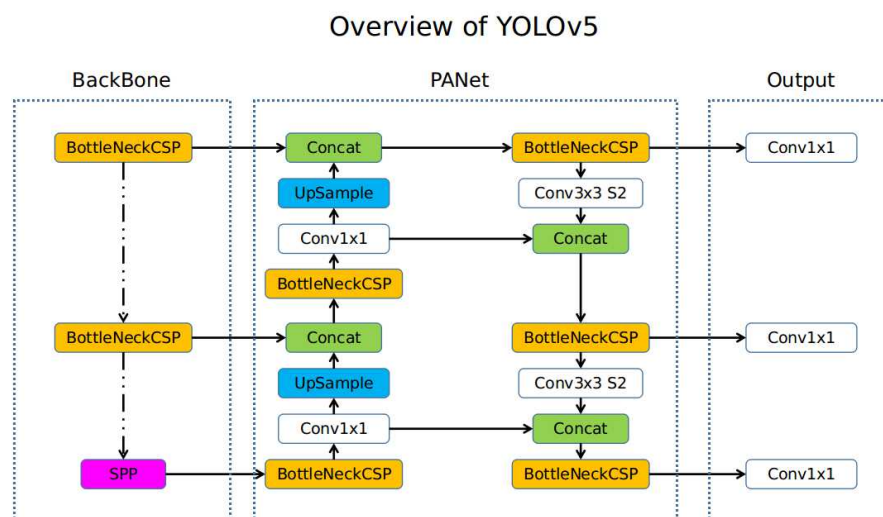 Overview of YOLOv5
BackBone
PANet
Output
BottleNeckCSP
Concat
BottleNeckCSP
Conv1x1
UpSample
Conv3x3 S2
Conv1x1
Concat
BottleNeckCSP
BottleNeckCSP
Concat
BottleNeckCSP
Conv1x1
UpSample
Conv3x3 S2
Conv1x1
Concat
SPP
BottleNeckCSP
BottleNeckCSP
Conv1x1